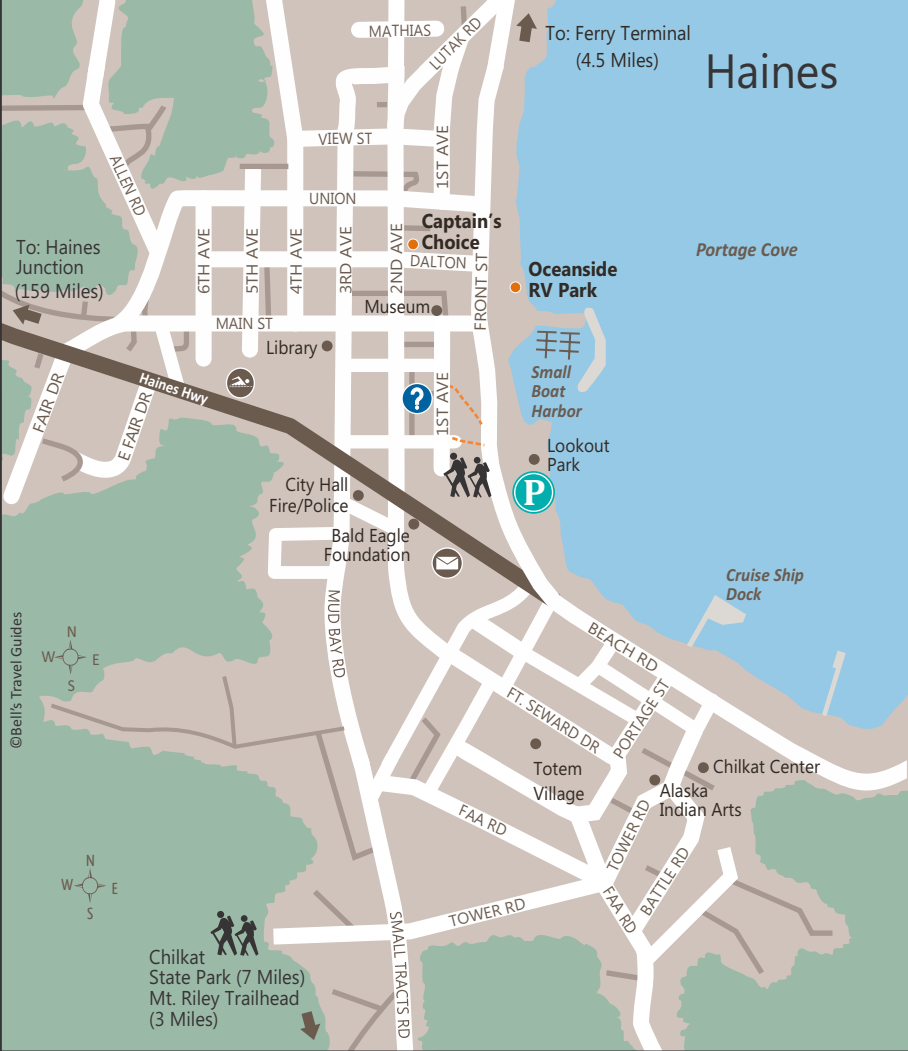 Haines
To: Ferry Terminal
(4.5 Miles)
MATHIAS
LUTAK RD
VIEW ST
1ST AVE
ALLEN RD
UNION
Captain's
Choice
6TH AVE
5TH AVE
4TH AVE
3RD AVE
2ND AVE
DALTON
FRONT ST
Portage Cove
To: Haines
Junction
(159 Miles)
Oceanside
RV Park
Museum
MAIN ST
Library
Small
Boat
Harbor
Haines Hwy
FAIR DR
E FAIR DR
?
1ST AVE
Lookout
Park
P
City Hall
Fire/Police
Bald Eagle
Foundation
Cruise Ship
Dock
MUD BAY RD
BEACH RD
©Bell's Travel Guides
N
W
E
S
FT. SEWARD DR
PORTAGE ST
Totem
Village
Chilkat Center
Alaska
Indian Arts
FAA RD
TOWER RD
BATTLE RD
N
W
E
S
FAA RD
TOWER RD
SMALL TRACTS RD
Chilkat
State Park (7 Miles)
Mt. Riley Trailhead
(3 Miles)